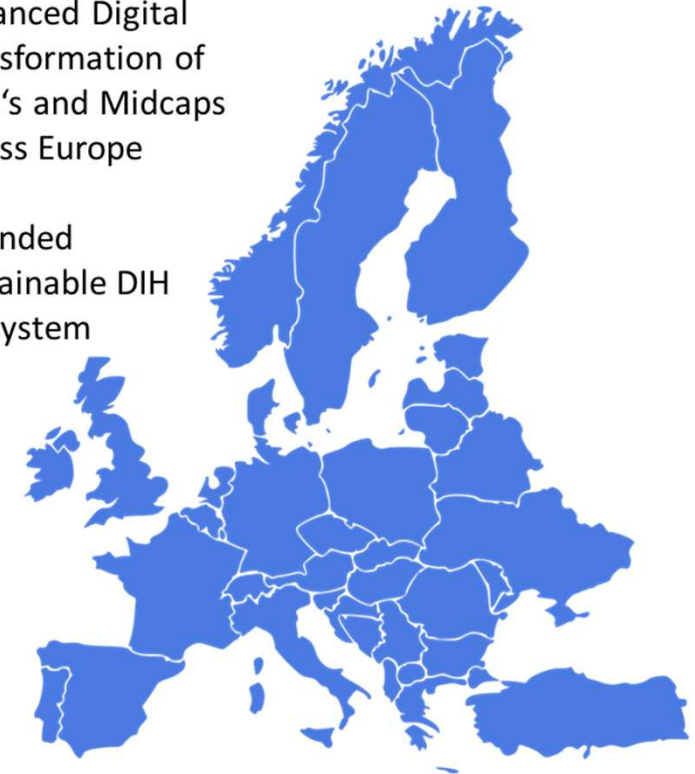 anced Digital
sformation of
‘s and Midcaps
ss Europe
nded
ainable DIH
ystem